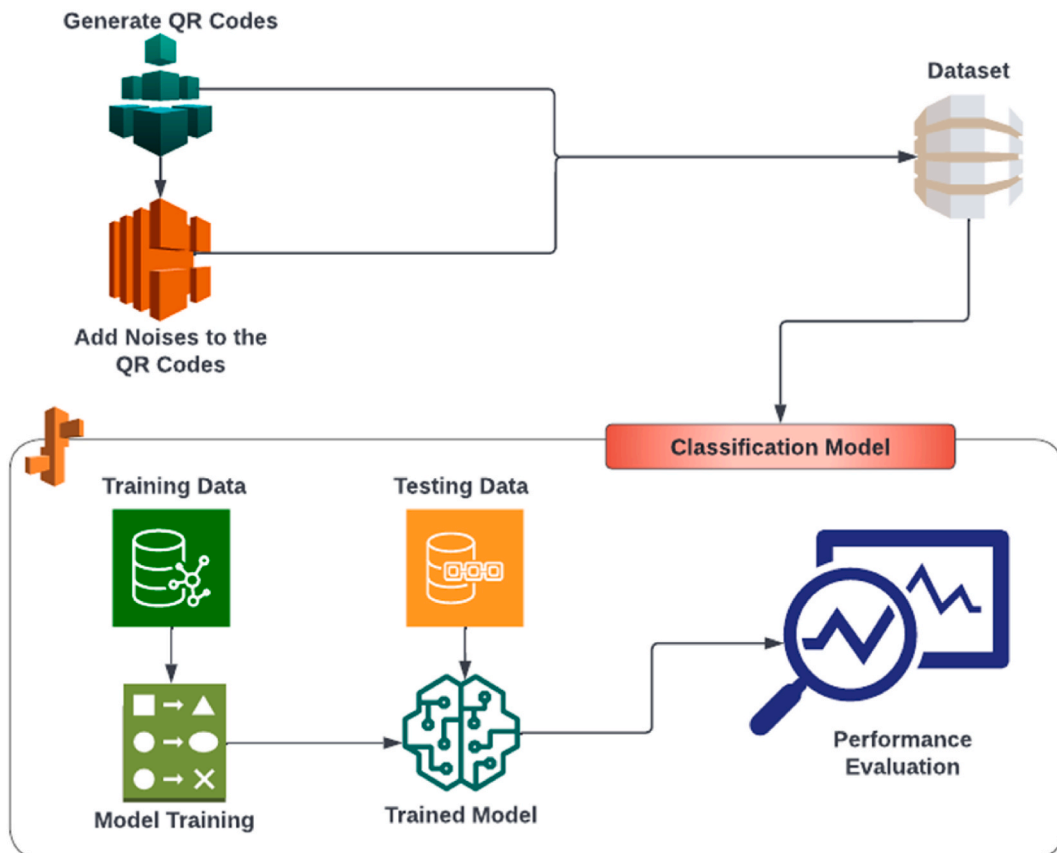 Generate QR Codes
Dataset
Add Noises to the
QR Codes
Classification Model
Training Data
Testing Data
Performance
Evaluation
Model Training
Trained Model